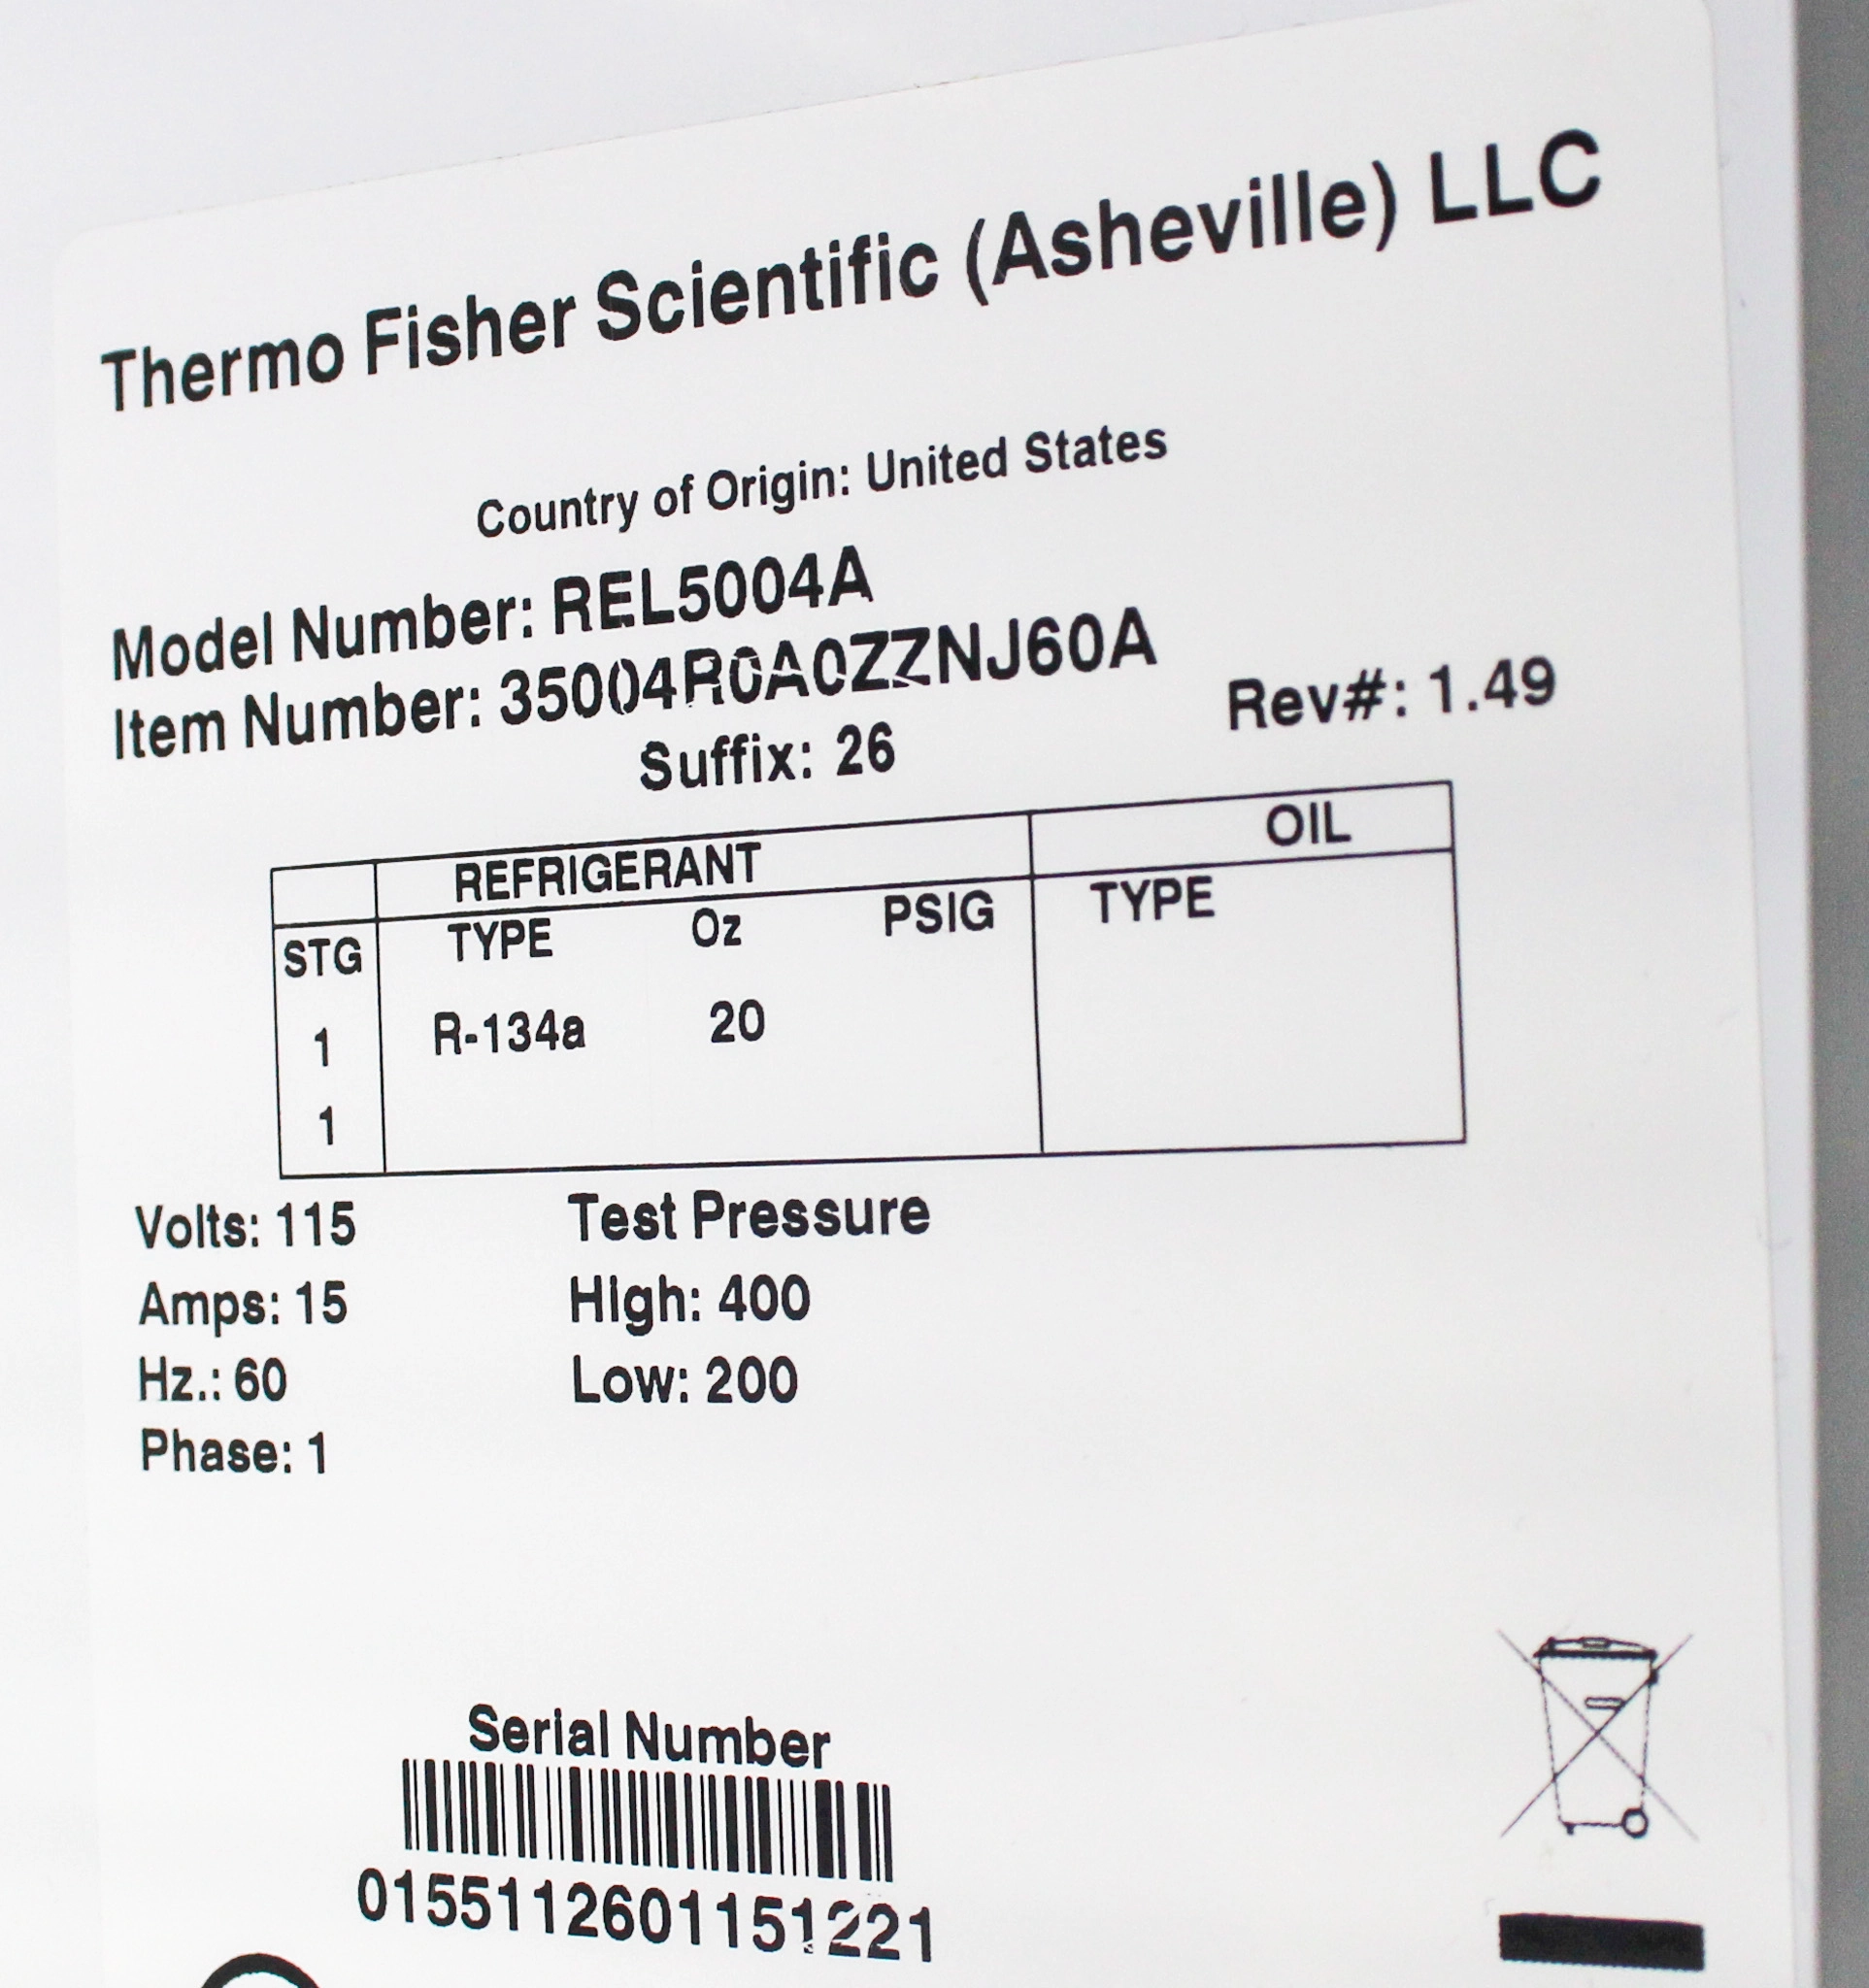 Thermo Fisher Scientific (Asheville) LLC
Country of Origin: United States
Model Number: REL5004A
Item Number: 35004R0A0ZZNJ60A
Suffix: 26
Rev#: 1.49
REFRIGERANT OIL
STG TYPE Oz PSIG TYPE
1 R-134a 20
1
Volts: 115 Test Pressure
Amps: 15 High: 400
Hz.: 60 Low: 200
Phase: 1
Serial Number
0155112601151221